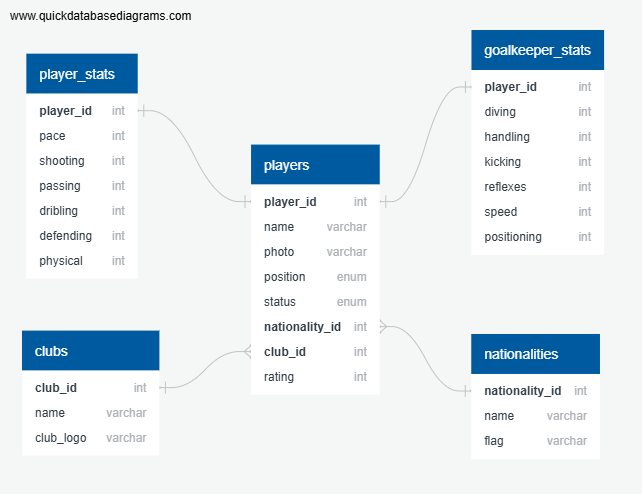 www.quickdatabasediagrams.com
player_stats
player_id int
pace int
shooting int
passing int
dribling int
defending int
physical int
goalkeeper_stats
player_id int
diving int
handling int
kicking int
reflexes int
speed int
positioning int
players
player_id int
name varchar
photo varchar
position enum
status enum
nationality_id int
club_id int
rating int
clubs
club_id int
name varchar
club_logo varchar
nationalities
nationality_id int
name varchar
flag varchar